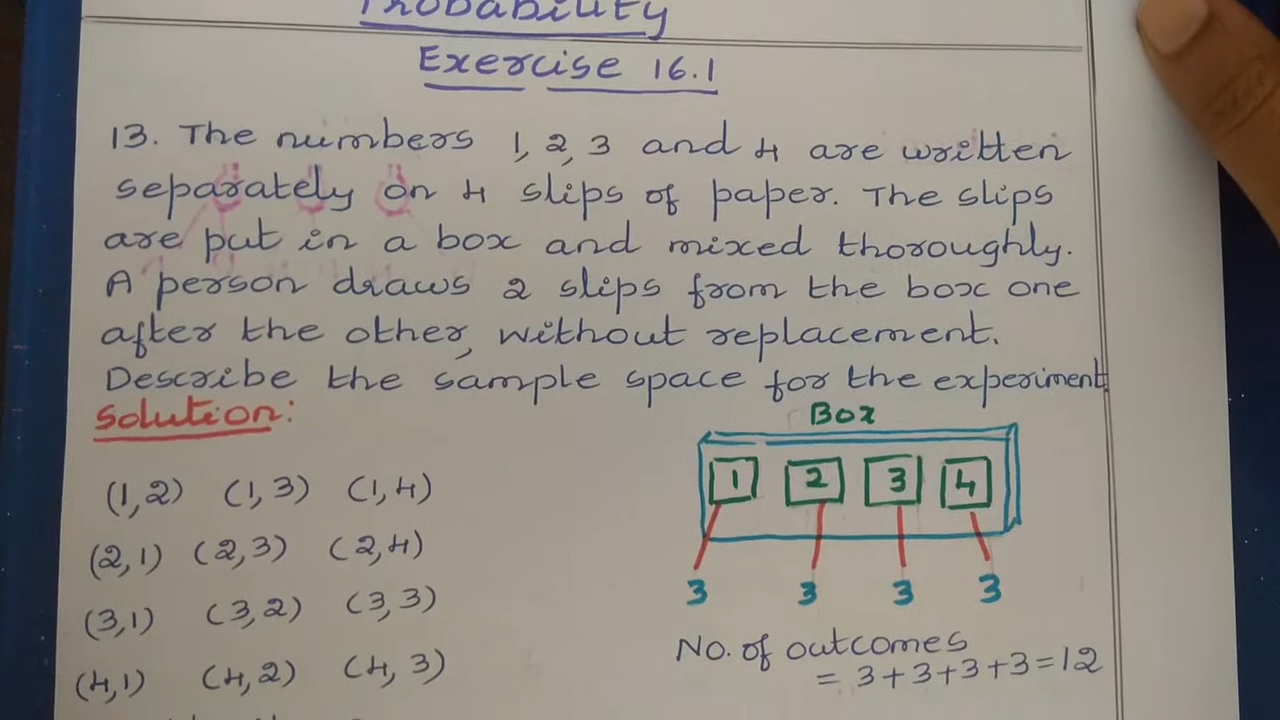 Probability
Exercise 16.1
13. The numbers 1, 2, 3 and 4 are written
separately on 4 slips of paper. The slips
are put in a box and mixed thoroughly.
A person draws 2 slips from the box one
after the other, without replacement.
Describe the sample space for the experiment.
Solution:
Box
1 2 3 4
3 3 3 3
(1,2) (1,3) (1,4)
(2,1) (2,3) (2,4)
(3,1) (3,2) (3,3)
(4,1) (4,2) (4,3)
No. of outcomes
= 3+3+3+3=12